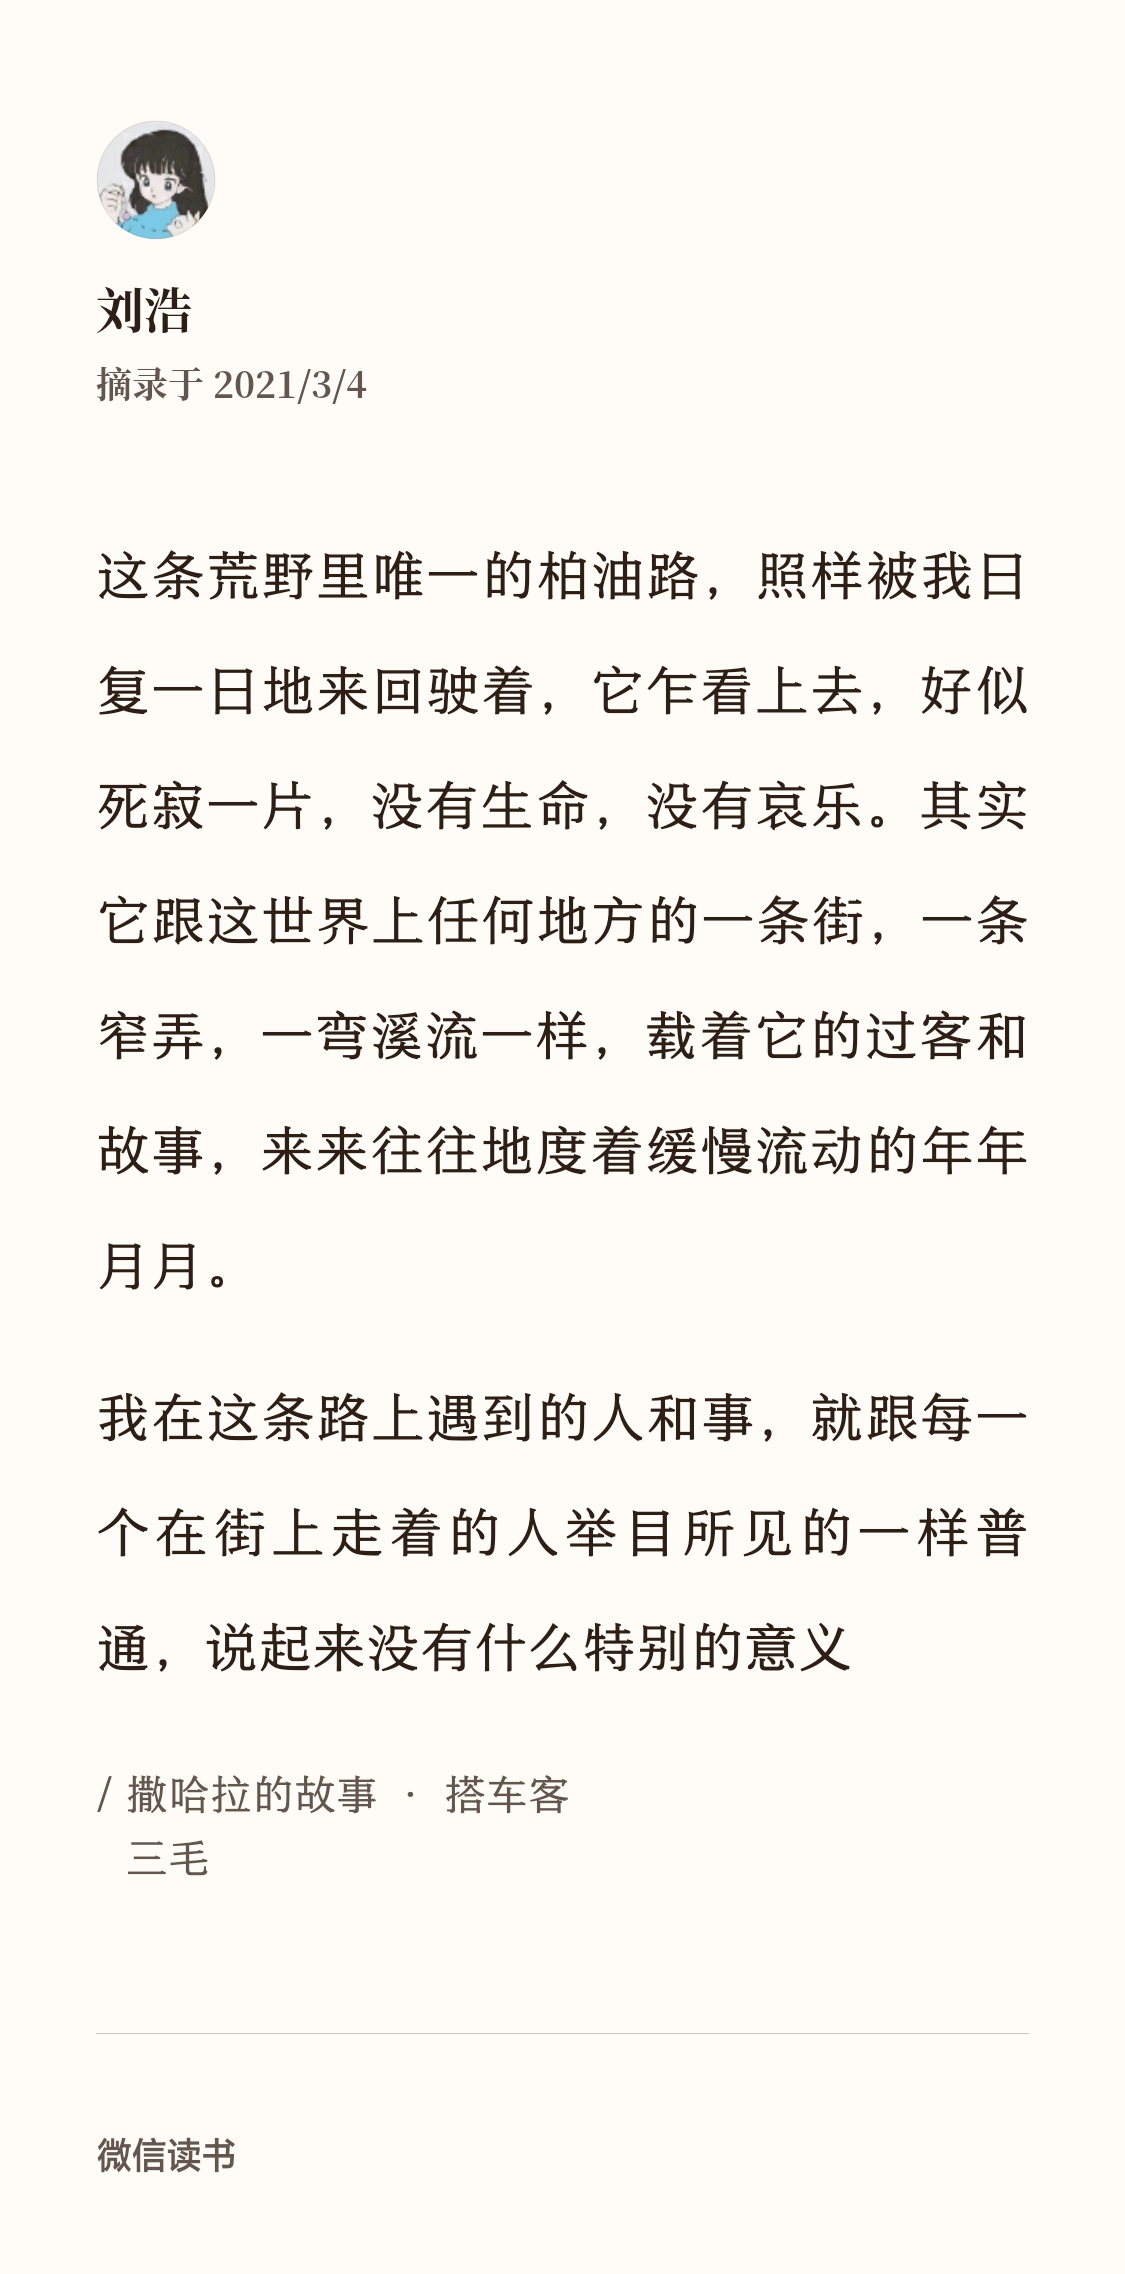 刘浩
摘录于 2021/3/4
这条荒野里唯一的柏油路，照样被我日
复一日地来回驶着，它乍看上去，好似
死寂一片，没有生命，没有哀乐。其实
它跟这世界上任何地方的一条街，一条
窄弄，一弯溪流一样，载着它的过客和
故事，来来往往地度着缓慢流动的年年
月月。
我在这条路上遇到的人和事，就跟每一
个在街上走着的人举目所见的一样普
通，说起来没有什么特别的意义
/ 撒哈拉的故事 · 搭车客
三毛
微信读书